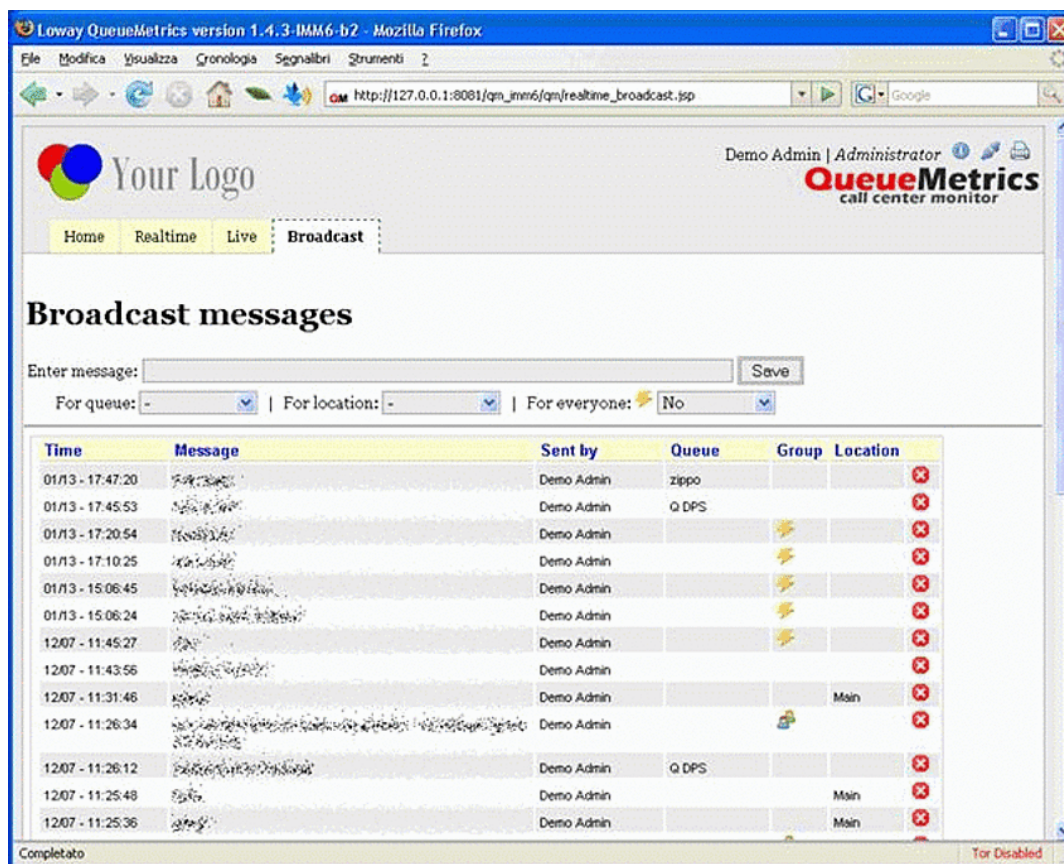 Loway QueueMetrics version 1.4.3-IMM6-b2 - Mozilla Firefox
File Modifica Visualizza Cronologia Segnalibri Strumenti ?
http://127.0.0.1:8081/qm_imm6/qm/realtime_broadcast.jsp Google
Your Logo
Demo Admin | Administrator
QueueMetrics
call center monitor
Home Realtime Live Broadcast
Broadcast messages
Enter message: Save
For queue: - | For location: - | For everyone: No
Time Message Sent by Queue Group Location
01/13 - 17:47:20 Demo Admin zippo
01/13 - 17:45:53 Demo Admin Q DPS
01/13 - 17:20:54 Demo Admin
01/13 - 17:10:25 Demo Admin
01/13 - 15:06:45 Demo Admin
01/13 - 15:06:24 Demo Admin
12/07 - 11:45:27 Demo Admin
12/07 - 11:43:56 Demo Admin
12/07 - 11:31:46 Demo Admin Main
12/07 - 11:26:34 Demo Admin
12/07 - 11:26:12 Demo Admin Q DPS
12/07 - 11:25:48 Demo Admin Main
12/07 - 11:25:36 Demo Admin Main
Completato Tor Disabled